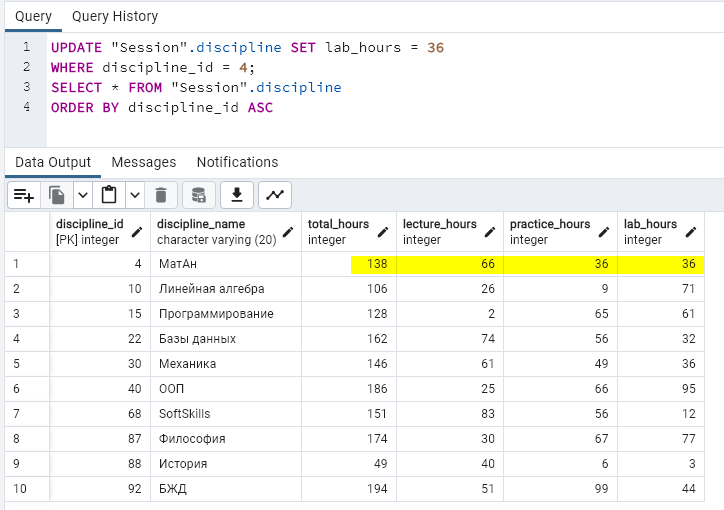 Query Query History
1 UPDATE "Session".discipline SET lab_hours = 36
2 WHERE discipline_id = 4;
3 SELECT * FROM "Session".discipline
4 ORDER BY discipline_id ASC
Data Output Messages Notifications
discipline_id discipline_name total_hours lecture_hours practice_hours lab_hours
[PK] integer character varying (20) integer integer integer integer
1 4 МатАн 138 66 36 36
2 10 Линейная алгебра 106 26 9 71
3 15 Программирование 128 2 65 61
4 22 Базы данных 162 74 56 32
5 30 Механика 146 61 49 36
6 40 ООП 186 25 66 95
7 68 SoftSkills 151 83 56 12
8 87 Философия 174 30 67 77
9 88 История 49 40 6 3
10 92 БЖД 194 51 99 44